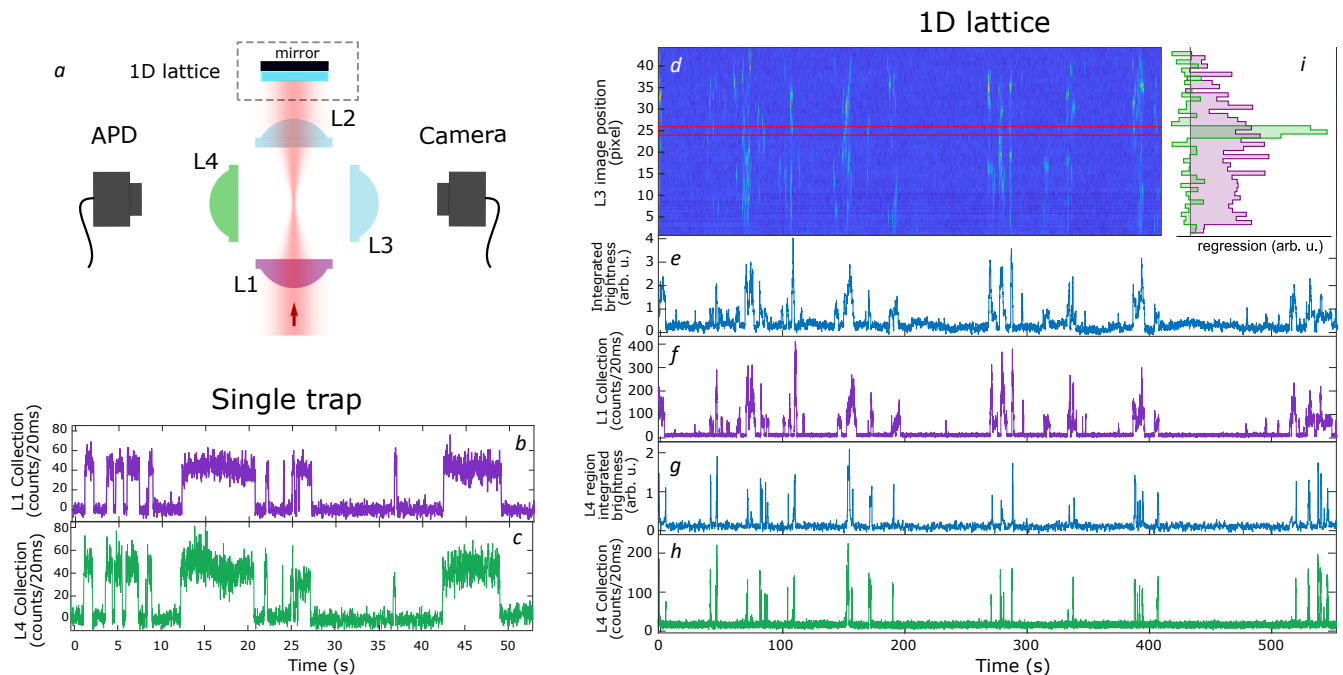 1D lattice
a
mirror
1D lattice
L2
APD
Camera
L4
L3
L1
Single trap
L1 Collection
(counts/20ms)
80
60
40
20
0
b
L4 Collection
(counts/20ms)
80
60
40
20
0
c
0 5 10 15 20 25 30 35 40 45 50
Time (s)
L3 image position
(pixel)
40
35
30
25
20
15
10
5
d
i
regression (arb. u.)
Integrated
brightness
(arb. u.)
4
3
2
1
0
e
L1 Collection
(counts/20ms)
400
300
200
100
0
f
L4 region
integrated
brightness
(arb. u.)
2
1
0
g
L4 Collection
(counts/20ms)
200
100
0
h
0 100 200 300 400 500
Time (s)